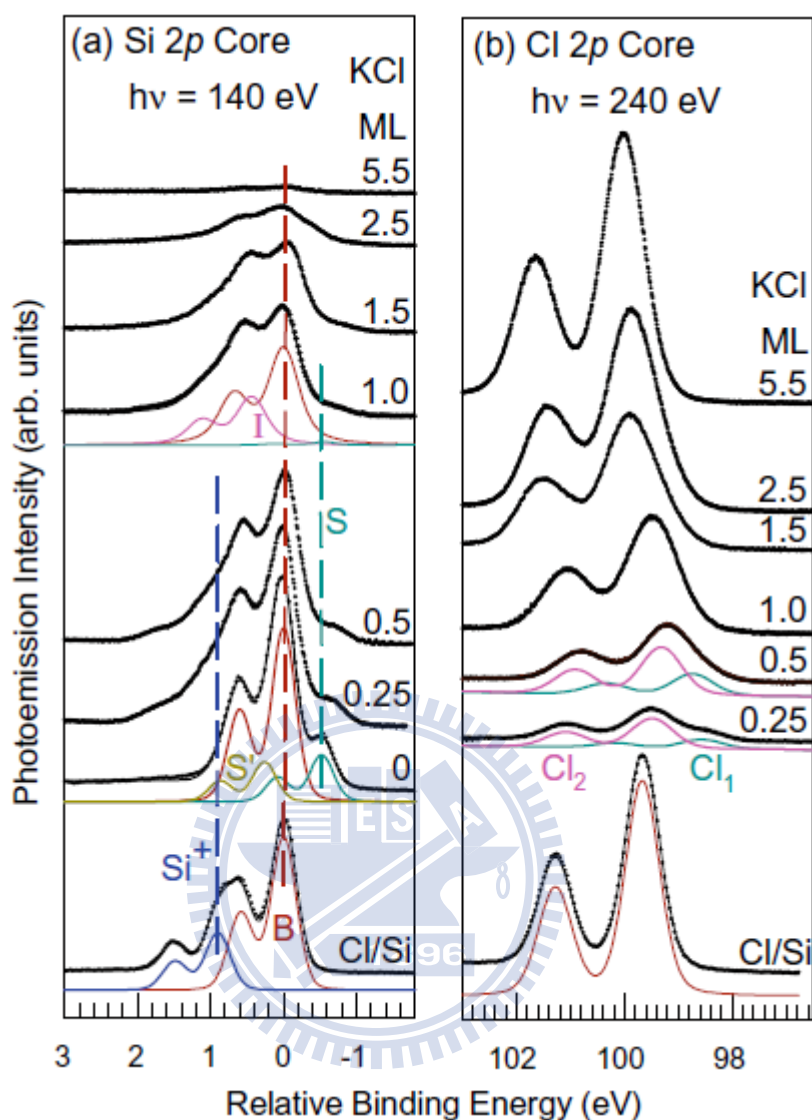 (a) Si 2p Core
hν = 140 eV
KCl
ML
5.5
2.5
1.5
1.0
I
S
0.5
0.25
0
S'
Si+
B
Cl/Si
3 2 1 0 -1
(b) Cl 2p Core
hν = 240 eV
KCl
ML
5.5
2.5
1.5
1.0
0.5
0.25
Cl2
Cl1
Cl/Si
102 100 98
Photoemission Intensity (arb. units)
Relative Binding Energy (eV)
E S A
96